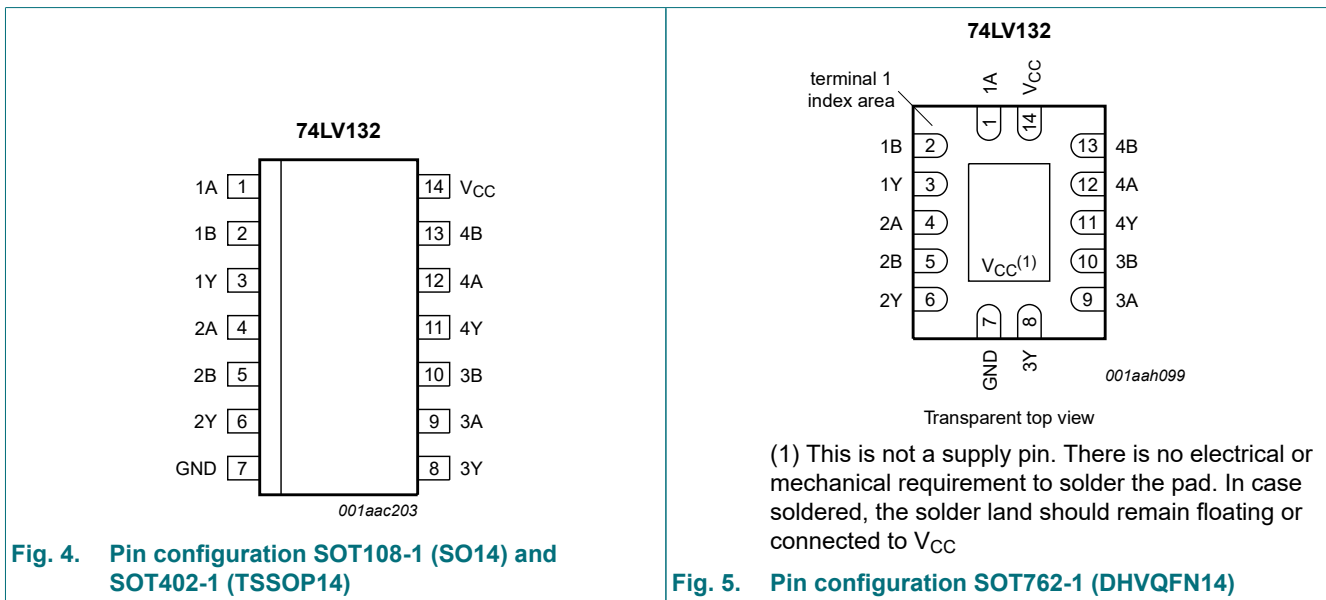 74LV132
1A 1
1B 2
1Y 3
2A 4
2B 5
2Y 6
GND 7
14 VCC
13 4B
12 4A
11 4Y
10 3B
9 3A
8 3Y
001aac203
Fig. 4. Pin configuration SOT108-1 (SO14) and
SOT402-1 (TSSOP14)
74LV132
terminal 1
index area
1A
VCC
1
14
1B 2
1Y 3
2A 4
2B 5
2Y 6
13 4B
12 4A
11 4Y
10 3B
9 3A
VCC(1)
7
8
GND
3Y
001aah099
Transparent top view
(1) This is not a supply pin. There is no electrical or
mechanical requirement to solder the pad. In case
soldered, the solder land should remain floating or
connected to VCC
Fig. 5. Pin configuration SOT762-1 (DHVQFN14)